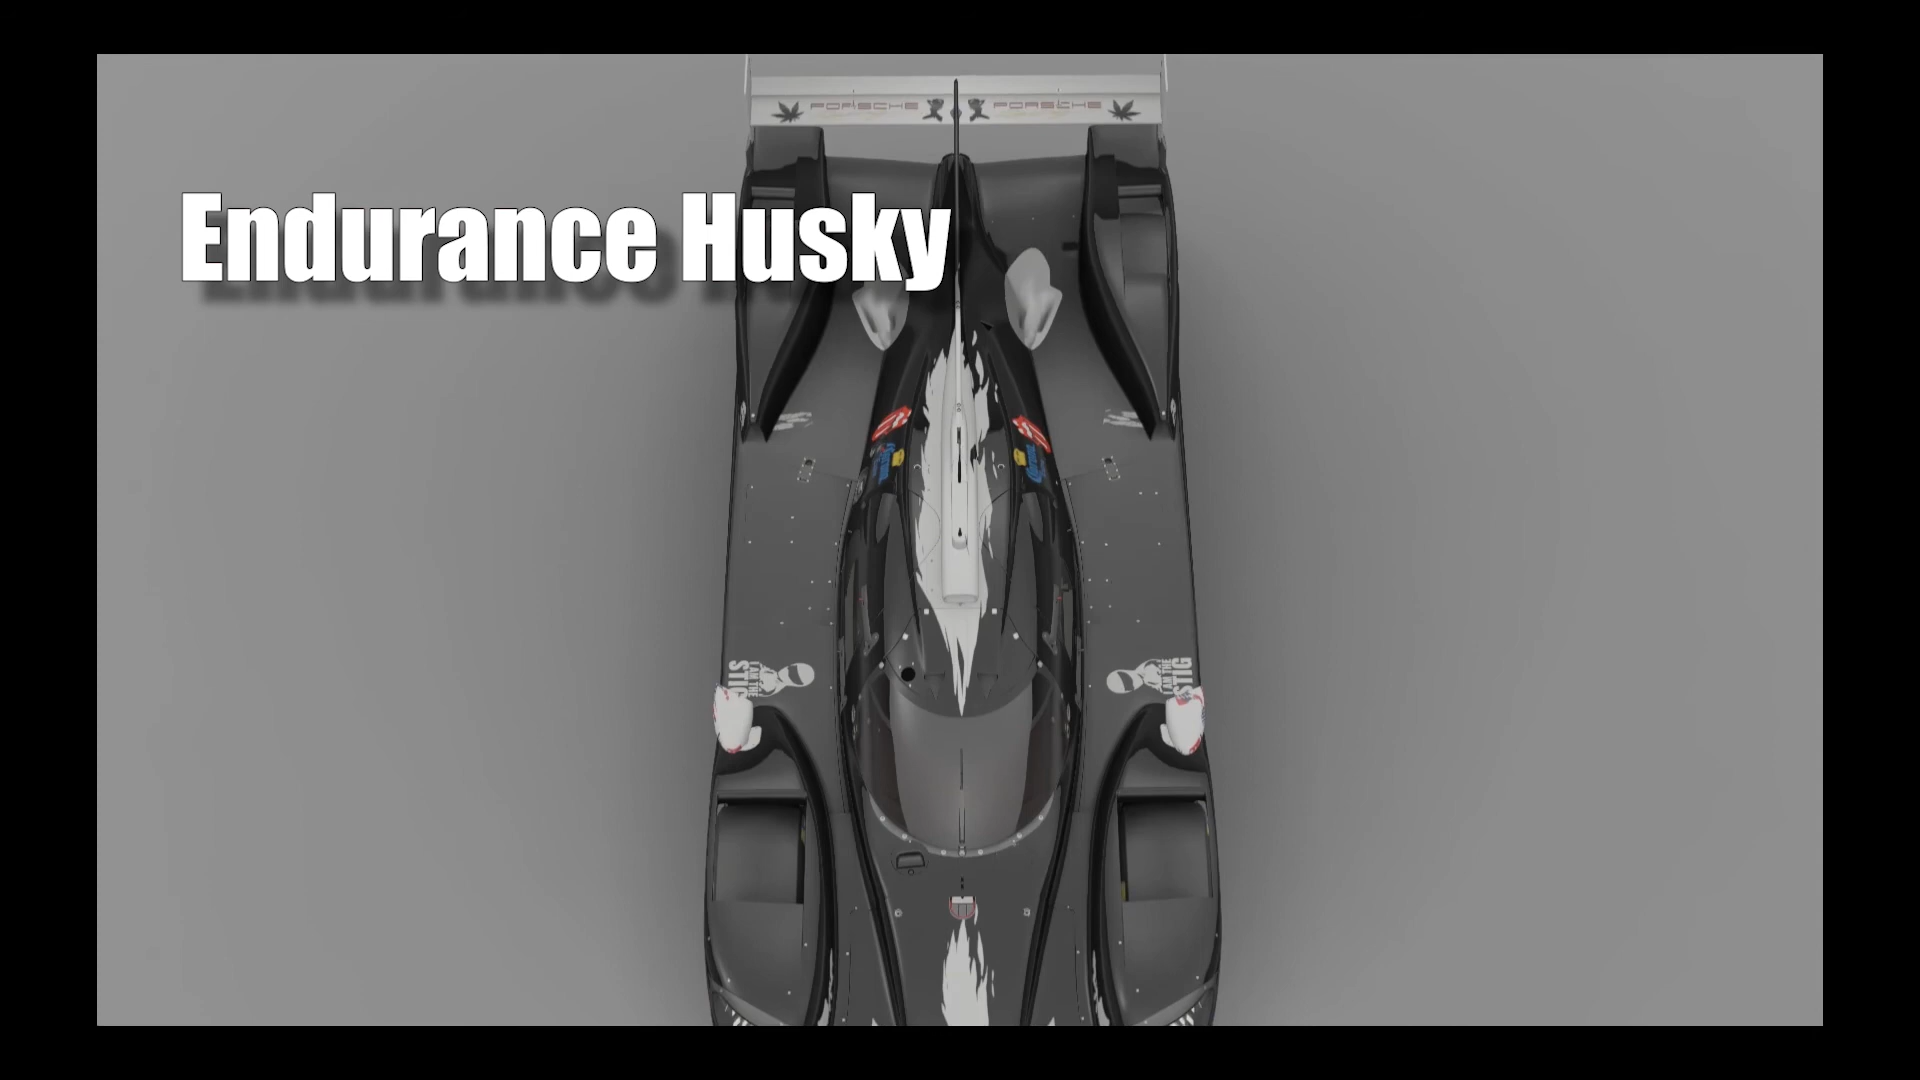 PORSCHE PORSCHE
Endurance Husky
I AM THE STIG
I AM THE STIG